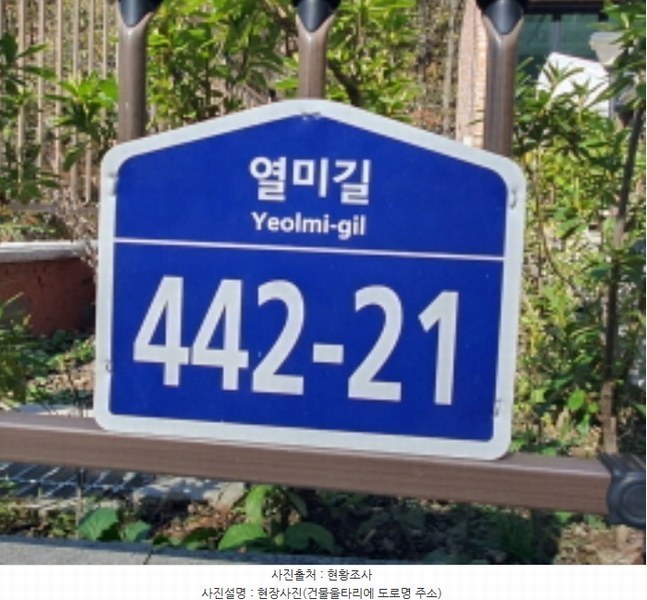 열미길
Yeolmi-gil
442-21
사진출처 : 현황조사
사진설명 : 현장사진(건물울타리에 도로명 주소)